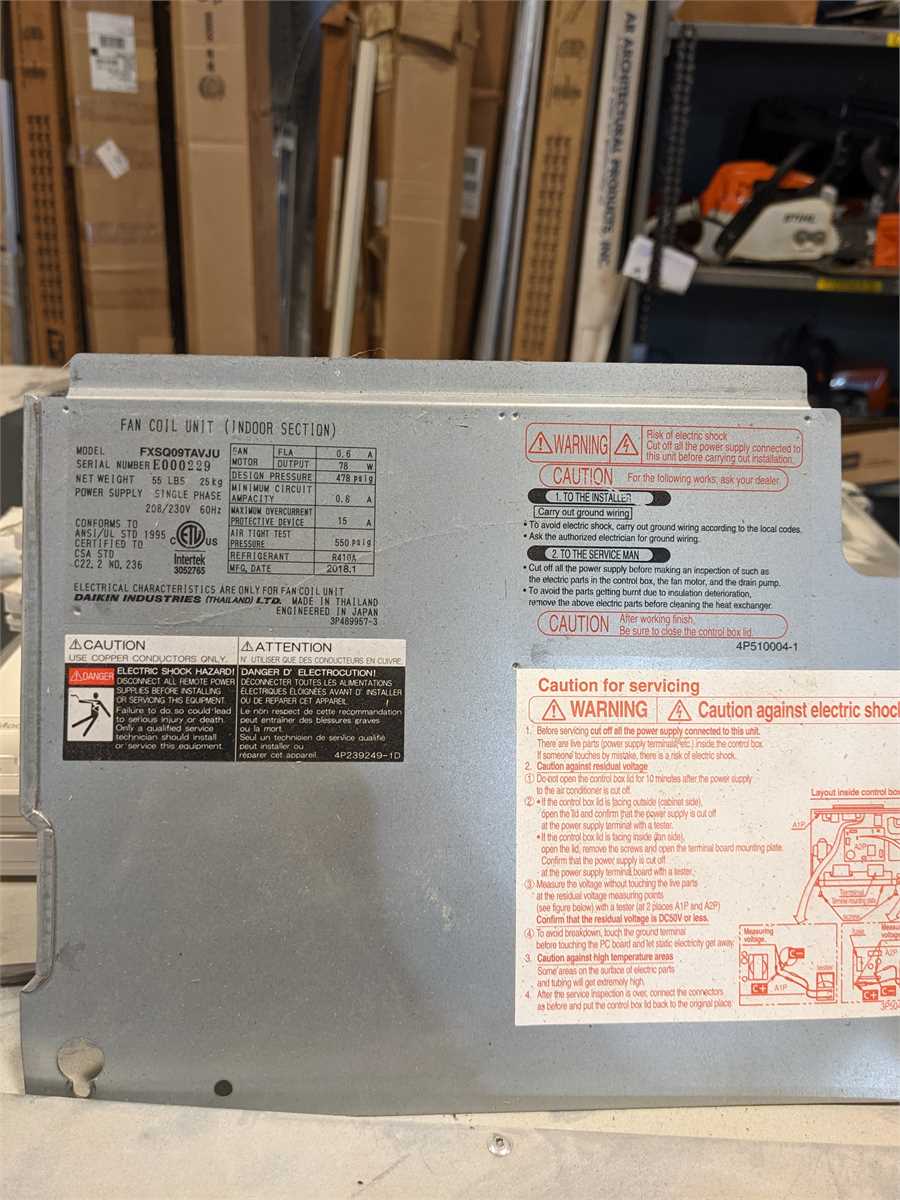 AR ARCHITECTURAL PRODUCTS, INC.
STIHL
FAN COIL UNIT (INDOOR SECTION)
MODEL FXSQ09TAVJU
SERIAL NUMBER E000229
NET WEIGHT 55 LBS 25kg
POWER SUPPLY SINGLE PHASE
208/230V 60Hz
CONFORMS TO
ANSI/UL STD 1995
CERTIFIED TO
CSA STD
C22.2 NO.236
C ETL US
Intertek
3052765
FAN MOTOR FLA 0.6 A
OUTPUT 78 W
DESIGN PRESSURE 478 psig
MINIMUM CIRCUIT
AMPACITY 0.8 A
MAXIMUM OVERCURRENT
PROTECTIVE DEVICE 15 A
AIR TIGHT TEST
PRESSURE 550 psig
REFRIGERANT R410A
MFG. DATE 2018.1
ELECTRICAL CHARACTERISTICS ARE ONLY FOR FAN COIL UNIT
DAIKIN INDUSTRIES (THAILAND) LTD. MADE IN THAILAND
ENGINEERED IN JAPAN
3P469957-3
CAUTION
USE COPPER CONDUCTORS ONLY.
DANGER
ELECTRIC SHOCK HAZARD!
DISCONNECT ALL REMOTE POWER
SUPPLIES BEFORE INSTALLING
OR SERVICING THIS EQUIPMENT.
Failure to do so could lead
to serious injury or death.
Only a qualified service
technician should install
or service this equipment.
ATTENTION
N' UTILISER QUE DES CONDUCTEURS EN CUIVRE.
DANGER D' ELECTROCUTION!
DÉCONNECTER TOUTES LES ALIMENTATIONS
ÉLECTRIQUES ÉLOIGNÉES AVANT D' INSTALLER
OU DE REPARER CET APPAREIL.
Le non respect de cette recommandation
peut entraîner des blessures graves
ou la mort.
Seul un technicien de service qualifié
peut installer ou
réparer cet appareil. 4P239249-1D
WARNING
Risk of electric shock
Cut off all the power supply connected to
this unit before carrying out installation.
CAUTION For the following works, ask your dealer.
1. TO THE INSTALLER
Carry out ground wiring
• To avoid electric shock, carry out ground wiring according to the local codes.
• Ask the authorized electrician for ground wiring.
2. TO THE SERVICE MAN
• Cut off all the power supply before making an inspection of such as
the electric parts in the control box, the fan motor, and the drain pump.
• To avoid the parts getting burnt due to insulation deterioration,
remove the above electric parts before cleaning the heat exchanger.
CAUTION After working finish,
Be sure to close the control box lid.
4P510004-1
Caution for servicing
WARNING Caution against electric shock
1. Before servicing cut off all the power supply connected to this unit.
There are live parts (power supply terminals, etc.) inside the control box.
If someone touches by mistake, there is a risk of electric shock.
2. Caution against residual voltage
① Do not open the control box lid for 10 minutes after the power supply
to the air conditioner is cut off.
② • If the control box lid is facing outside (cabinet side),
open the lid and confirm that the power supply is cut off
at the power supply terminal with a tester.
• If the control box lid is facing inside (fan side),
open the lid, remove the screws and open the terminal board mounting plate.
Confirm that the power supply is cut off
at the power supply terminal board with a tester.
③ Measure the voltage without touching the live parts
at the residual voltage measuring points
(see figure below) with a tester (at 2 places A1P and A2P)
Confirm that the residual voltage is DC50V or less.
④ To avoid breakdown, touch the ground terminal
before touching the PC board and let static electricity get away.
3. Caution against high temperature areas
Some areas on the surface of electric parts
and tubing will get extremely high.
4. After the service inspection is over, connect the connectors
as before and put the control box lid back to the original place.
Layout inside control box
A1P
A2P
Measuring
voltage.
tester
C+
C-
A1P
fuse
A2P
C-
C+